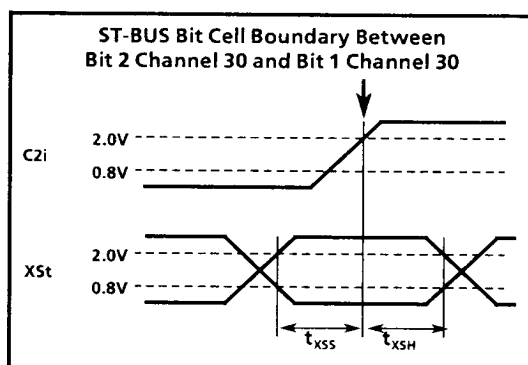 ST-BUS Bit Cell Boundary Between
Bit 2 Channel 30 and Bit 1 Channel 30
C2i
2.0V
0.8V
XSt
2.0V
0.8V
tXSS
tXSH